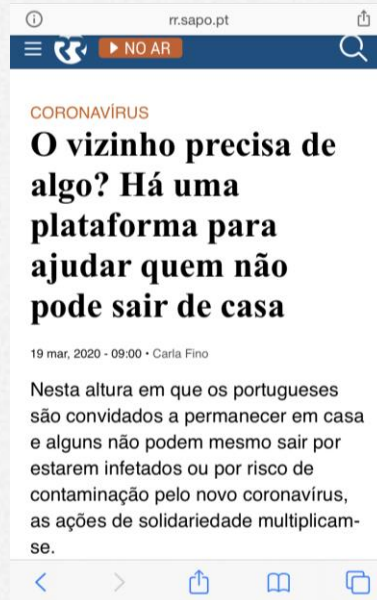 rr.sapo.pt
NO AR
CORONAVÍRUS
O vizinho precisa de
algo? Há uma
plataforma para
ajudar quem não
pode sair de casa
19 mar, 2020 - 09:00 • Carla Fino
Nesta altura em que os portugueses
são convidados a permanecer em casa
e alguns não podem mesmo sair por
estarem infetados ou por risco de
contaminação pelo novo coronavírus,
as ações de solidariedade multiplicam-
se.